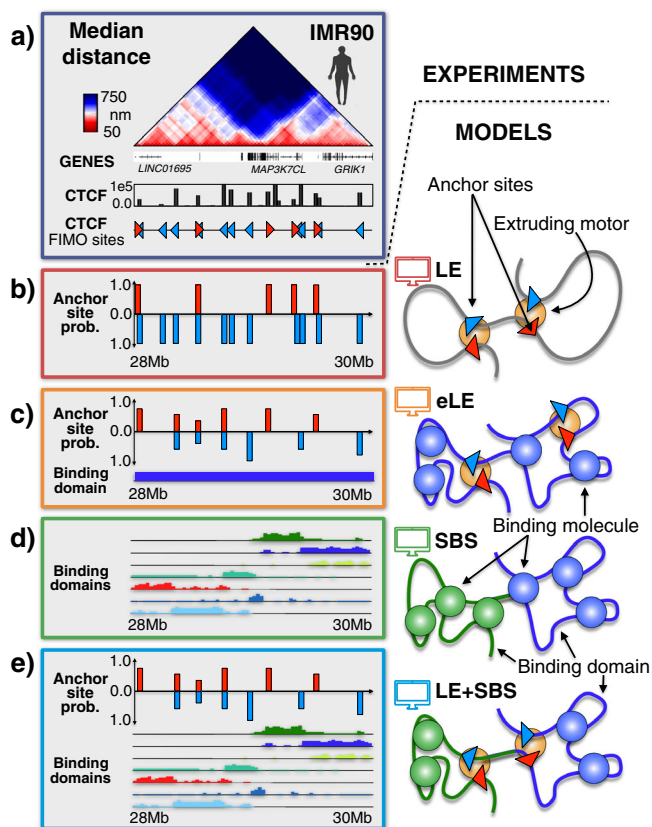 a)
Median
distance
IMR90
750
nm
50
GENES
LINC01695
MAP3K7CL
GRIK1
CTCF
1e5
0.0
CTCF
FIMO sites
EXPERIMENTS
MODELS
Anchor sites
Extruding motor
b)
Anchor
site
prob.
1.0
0.0
1.0
28Mb
30Mb
LE
c)
Anchor
site
prob.
1.0
0.0
1.0
Binding
domain
28Mb
30Mb
eLE
Binding molecule
d)
Binding
domains
28Mb
30Mb
SBS
Binding domain
e)
Anchor
site
prob.
1.0
0.0
1.0
Binding
domains
28Mb
30Mb
LE+SBS